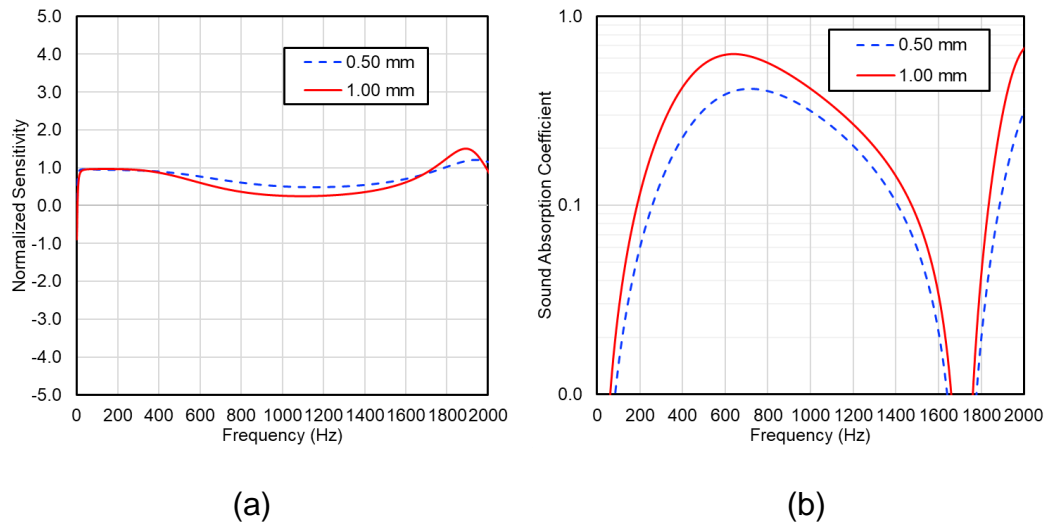 5.0
4.0
3.0
2.0
1.0
0.0
-1.0
-2.0
-3.0
-4.0
-5.0
Normalized Sensitivity
0.50 mm
1.00 mm
0 200 400 600 800 1000 1200 1400 1600 1800 2000
Frequency (Hz)
(a)
1.0
0.1
0.0
Sound Absorption Coefficient
0.50 mm
1.00 mm
0 200 400 600 800 1000 1200 1400 1600 1800 2000
Frequency (Hz)
(b)